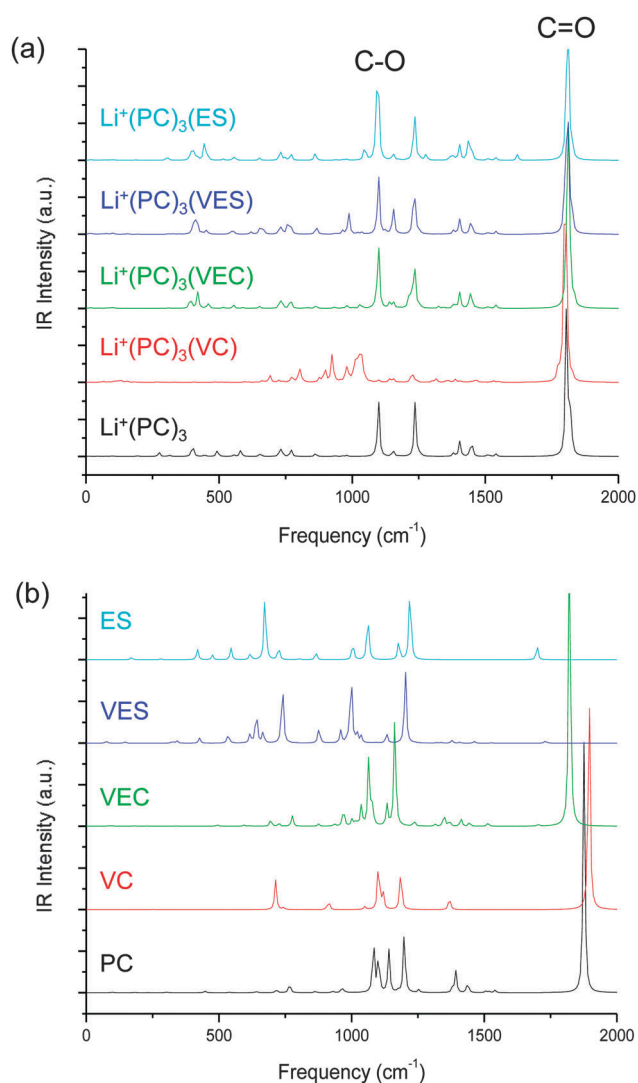 (a)
C-O
C=O
Li⁺(PC)₃(ES)
Li⁺(PC)₃(VES)
Li⁺(PC)₃(VEC)
Li⁺(PC)₃(VC)
Li⁺(PC)₃
IR Intensity (a.u.)
0 500 1000 1500 2000
Frequency (cm⁻¹)
(b)
ES
VES
VEC
VC
PC
IR Intensity (a.u.)
0 500 1000 1500 2000
Frequency (cm⁻¹)